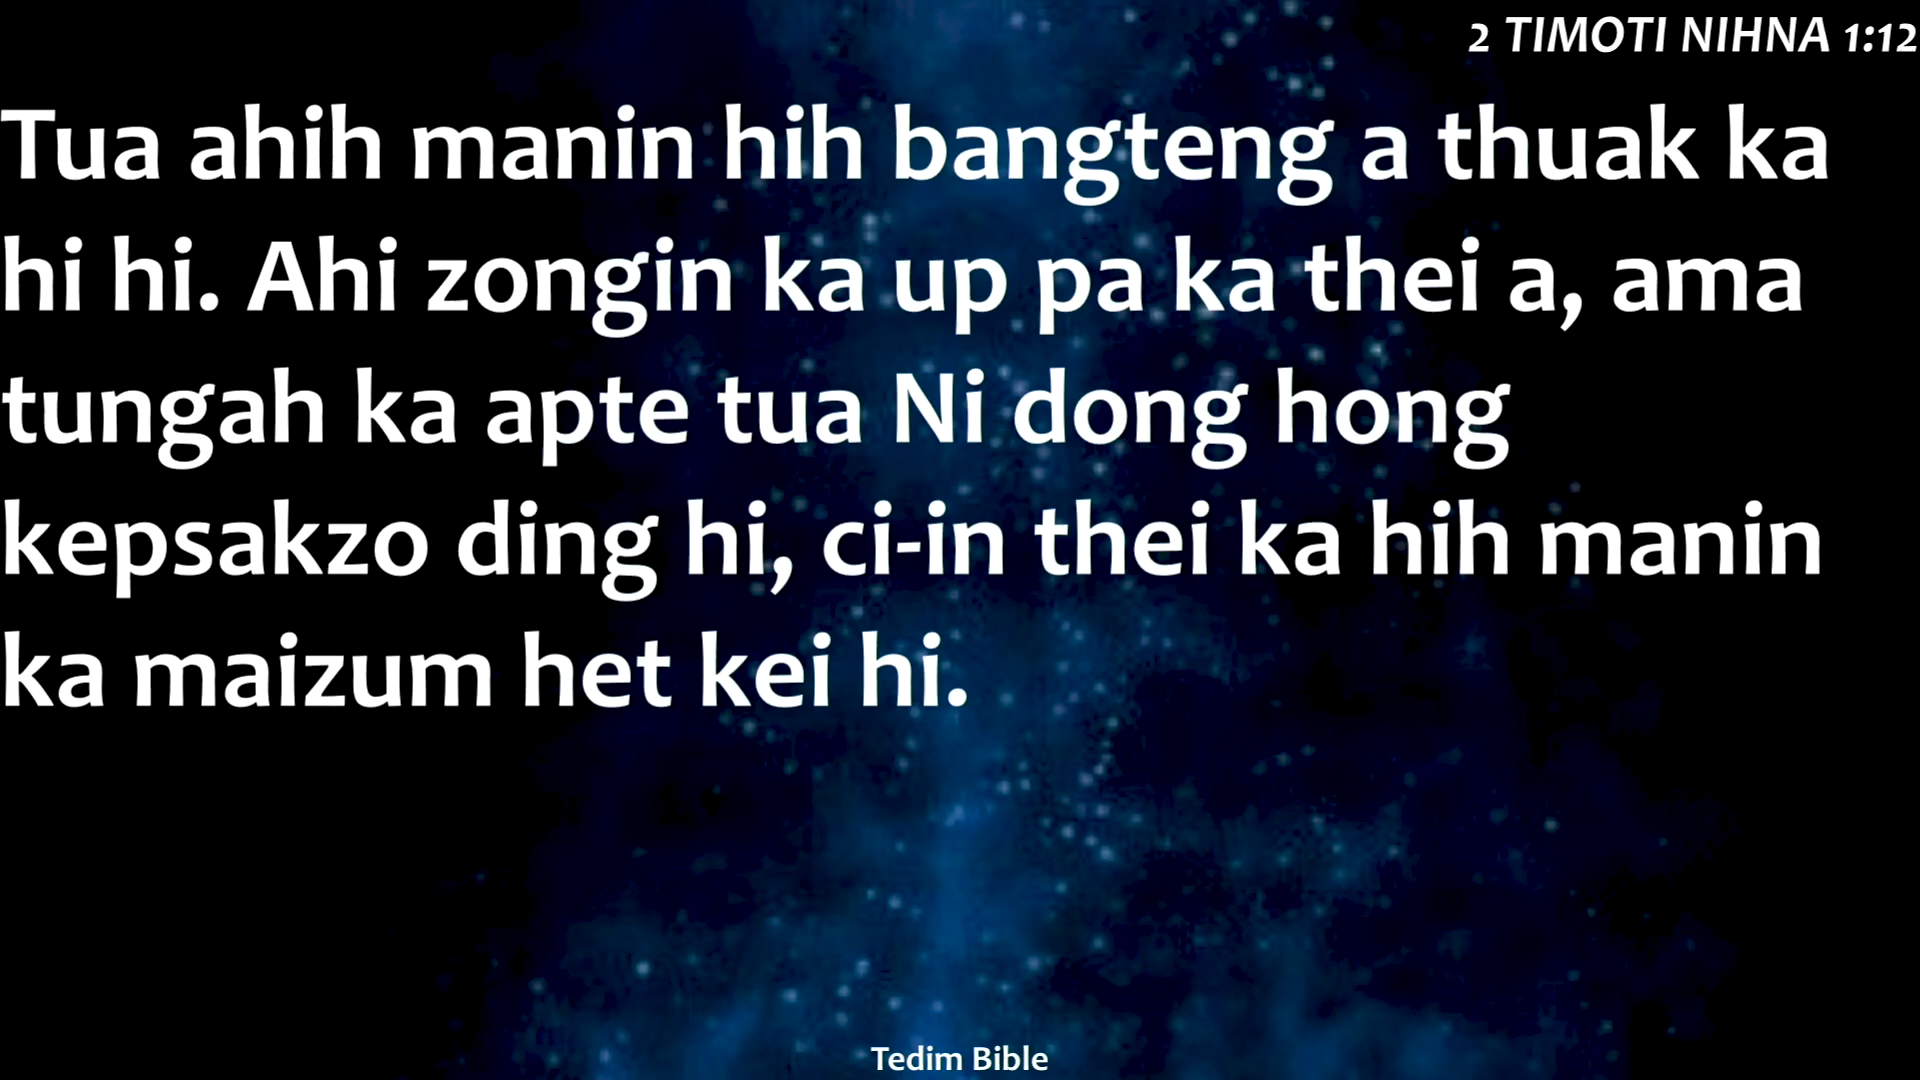 2 TIMOTI NIHNA 1:12
Tua ahih manin hih bangteng a thuak ka
hi hi. Ahi zongin ka up pa ka thei a, ama
tungah ka apte tua Ni dong hong
kepsakzo ding hi, ci-in thei ka hih manin
ka maizum het kei hi.
Tedim Bible